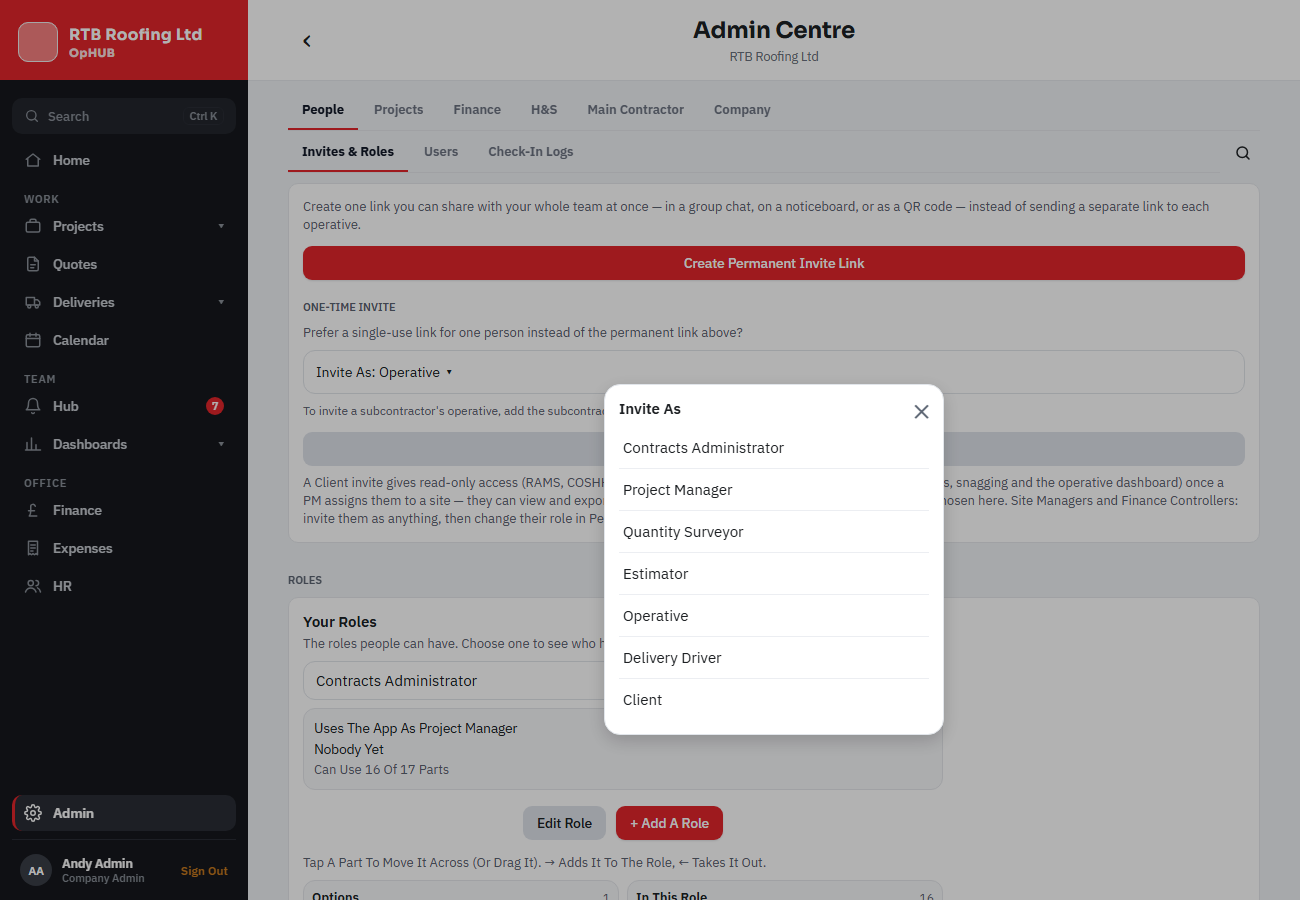 RTB Roofing Ltd
OpHUB
Search
Ctrl K
Home
WORK
Projects
Quotes
Deliveries
Calendar
TEAM
Hub
7
Dashboards
OFFICE
Finance
Expenses
HR
Admin
AA
Andy Admin
Company Admin
Sign Out
Admin Centre
RTB Roofing Ltd
People
Projects
Finance
H&S
Main Contractor
Company
Invites & Roles
Users
Check-In Logs
Create one link you can share with your whole team at once — in a group chat, on a noticeboard, or as a QR code — instead of sending a separate link to each
operative.
Create Permanent Invite Link
ONE-TIME INVITE
Prefer a single-use link for one person instead of the permanent link above?
Invite As: Operative
To invite a subcontractor's operative, add the
A Client invite gives read-only access (RAMS,
snagging and the operative dashboard) once a
PM assigns them to a site — they can view and
here. Site Managers and Finance Controllers:
invite them as anything, then change their role in
ROLES
Your Roles
The roles people can have. Choose one to see who
Contracts Administrator
Uses The App As Project Manager
Nobody Yet
Can Use 16 Of 17 Parts
Edit Role
+ Add A Role
Tap A Part To Move It Across (Or Drag It). → Adds It To The Role, ← Takes It Out.
Options
1
In This Role
16
Invite As
Contracts Administrator
Project Manager
Quantity Surveyor
Estimator
Operative
Delivery Driver
Client